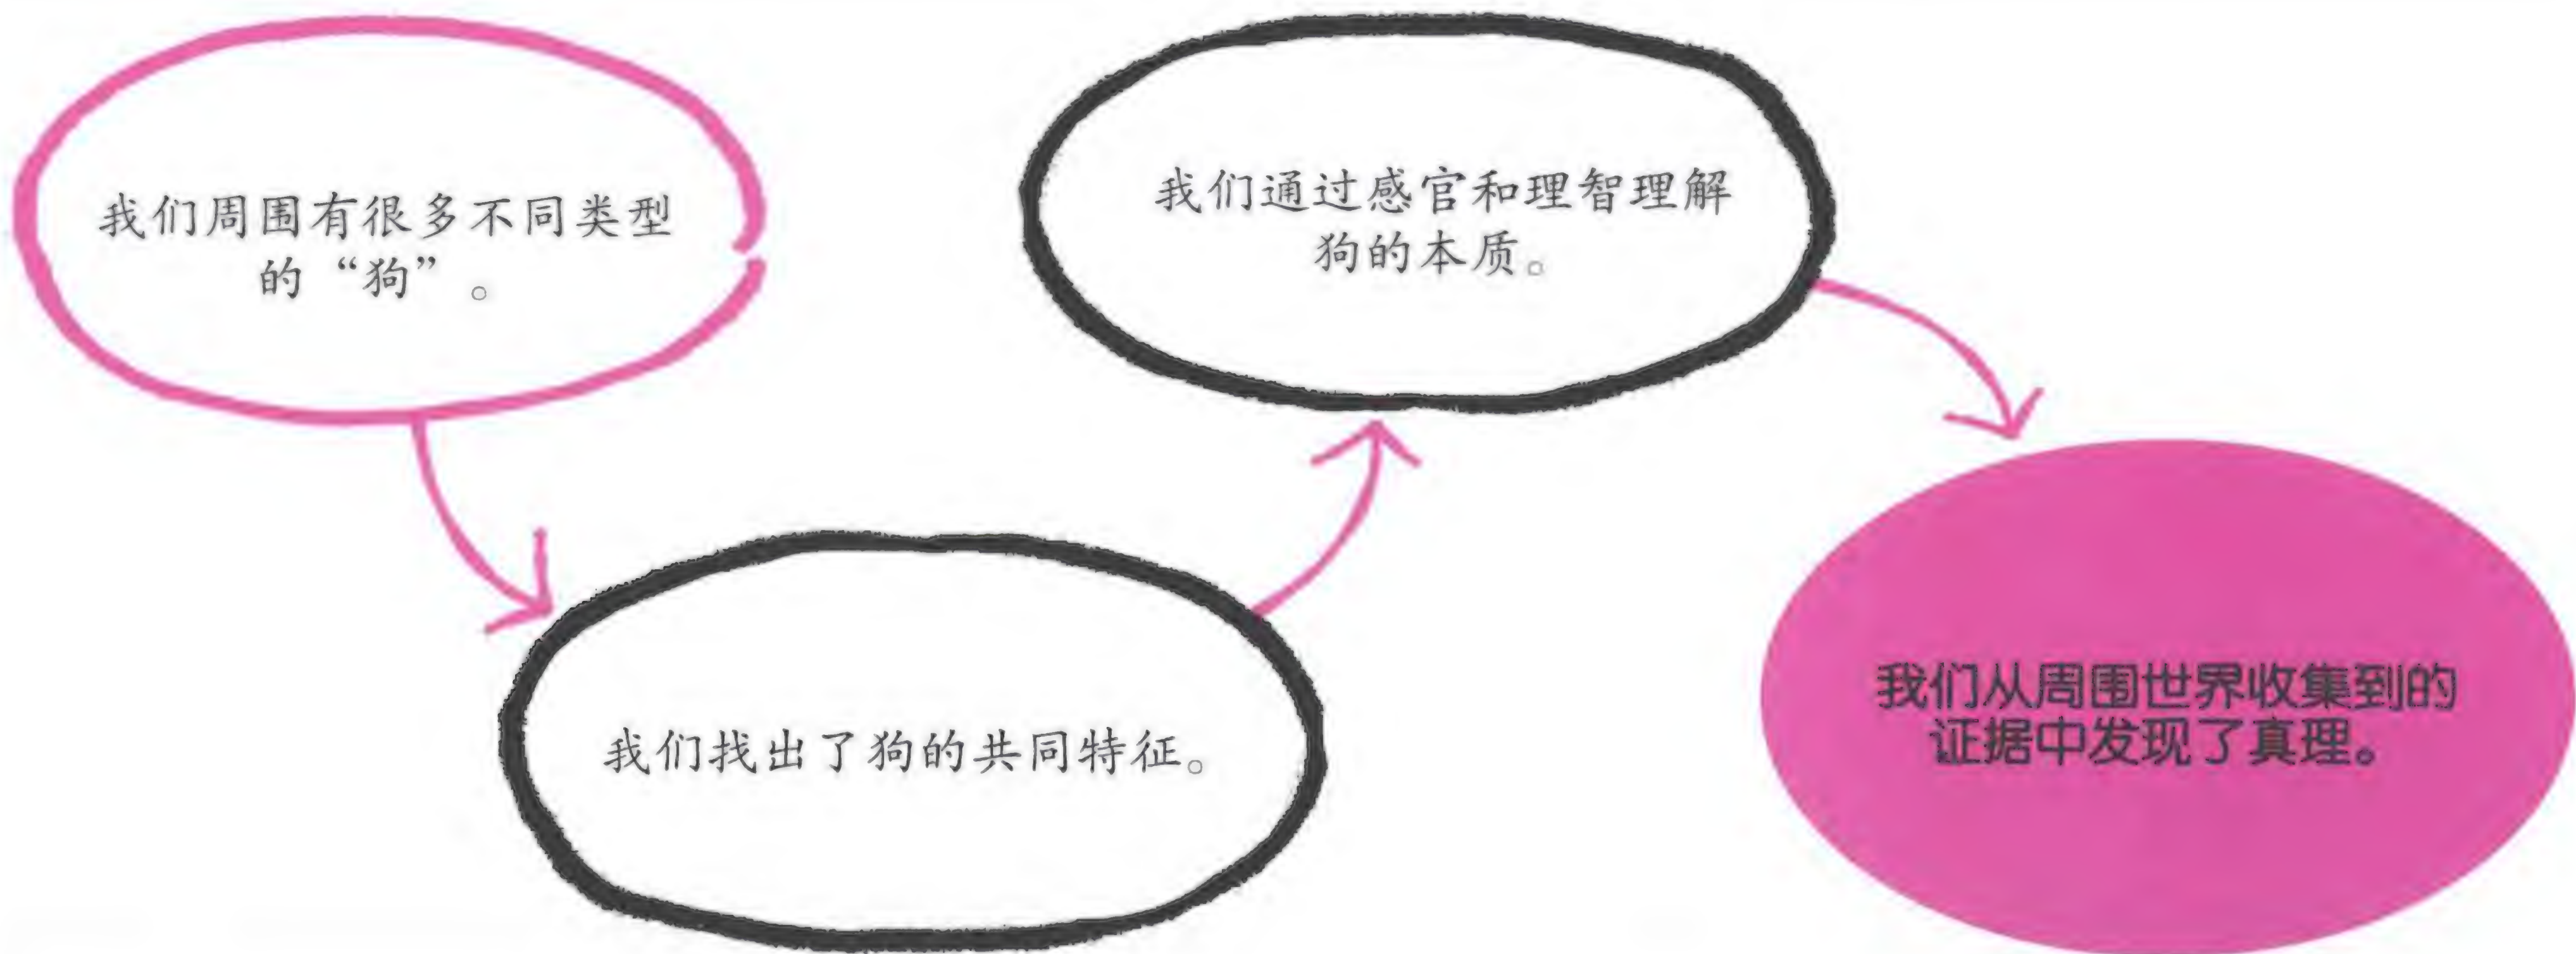 我们周围有很多不同类型
的“狗”。
我们找出了狗的共同特征。
我们通过感官和理智理解
狗的本质。
我们从周围世界收集到的
证据中发现了真理。